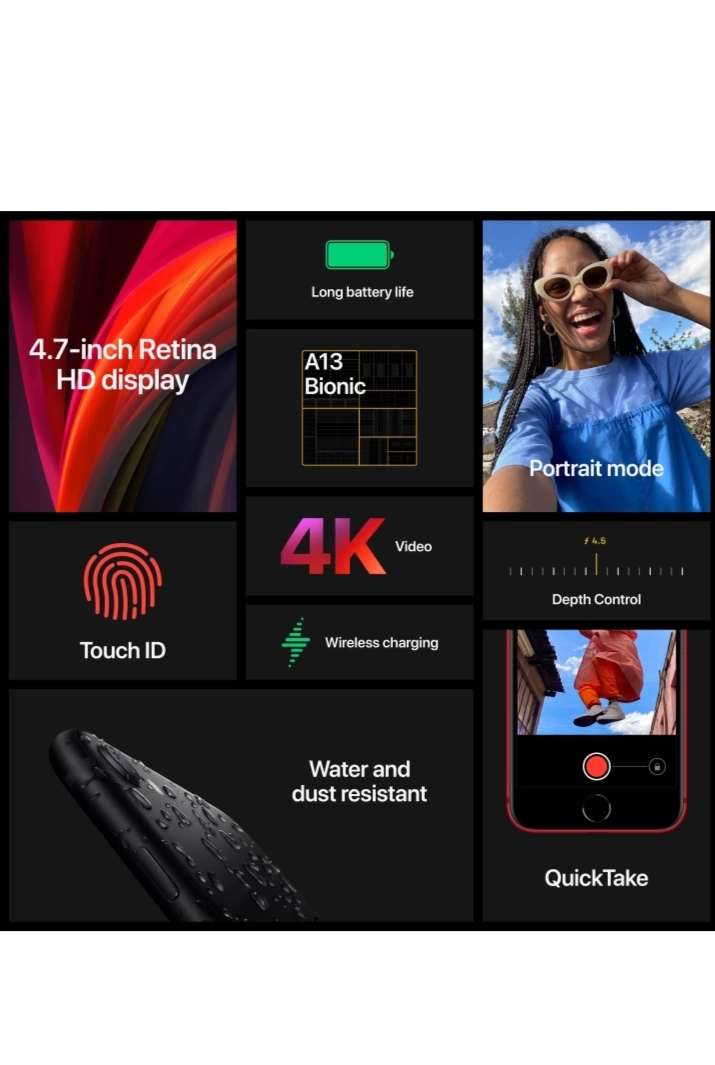 4.7-inch Retina
HD display
Long battery life
A13
Bionic
Portrait mode
4K Video
ƒ 4.5
Depth Control
Touch ID
Wireless charging
Water and
dust resistant
QuickTake